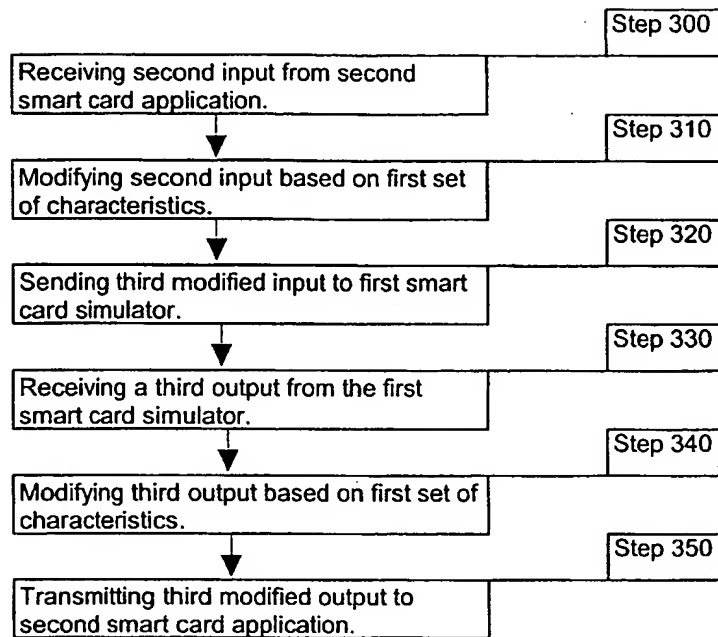 Step 300
Receiving second input from second
smart card application.
Step 310
Modifying second input based on first set
of characteristics.
Step 320
Sending third modified input to first smart
card simulator.
Step 330
Receiving a third output from the first
smart card simulator.
Step 340
Modifying third output based on first set of
characteristics.
Step 350
Transmitting third modified output to
second smart card application.